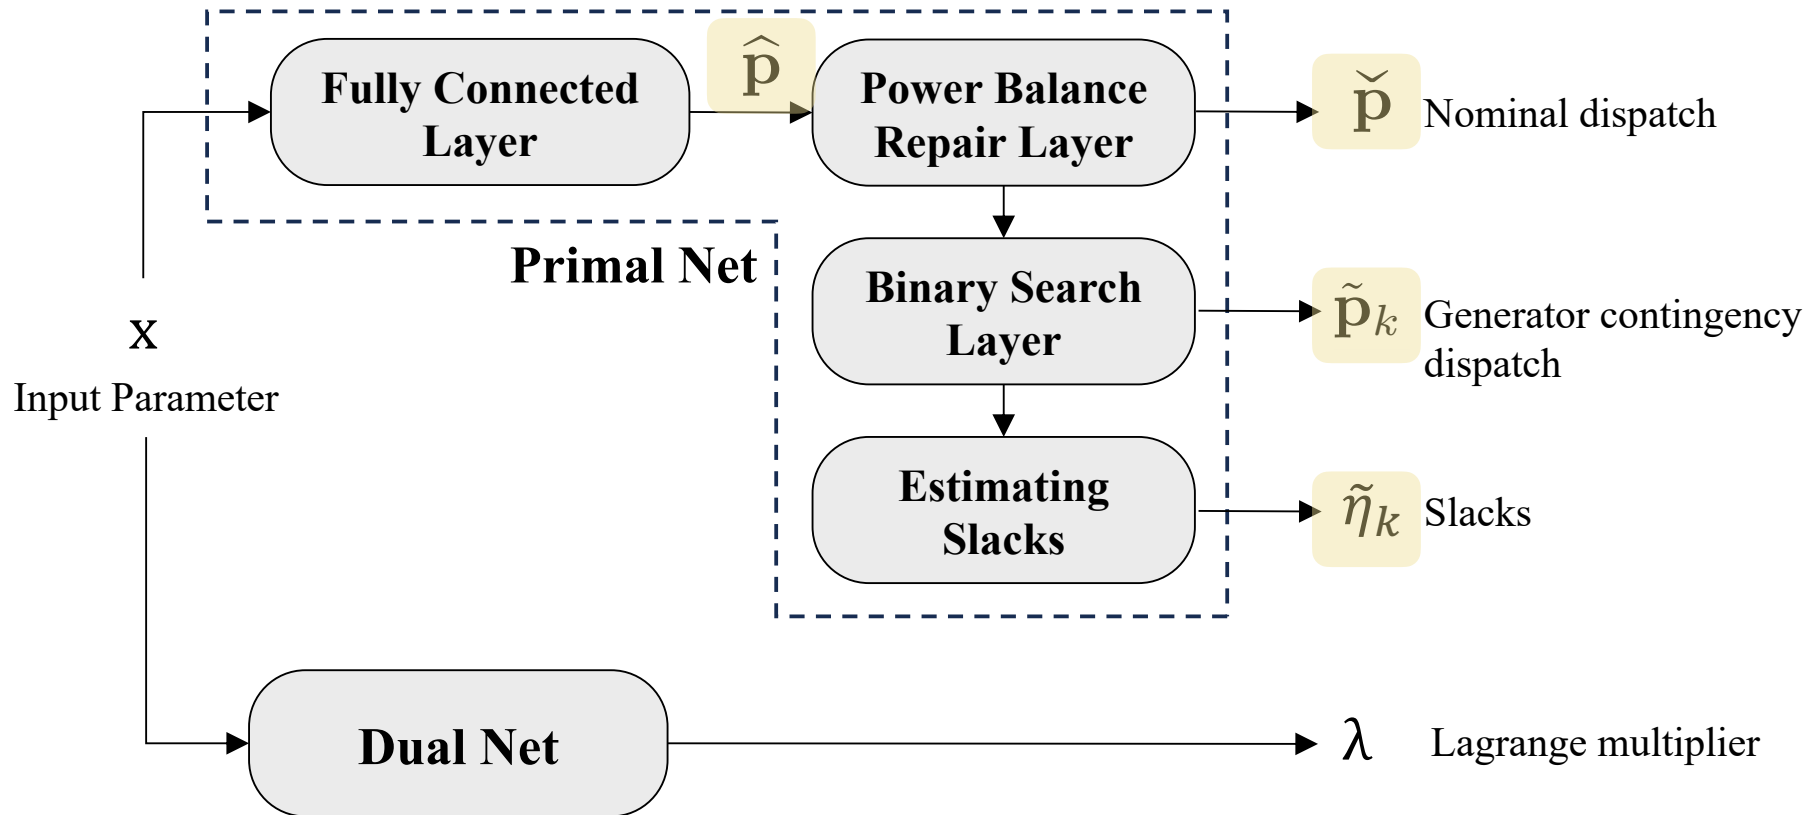 Fully Connected
Layer
p̂
Power Balance
Repair Layer
p̌
Nominal dispatch
Primal Net
Binary Search
Layer
p̃ₖ
Generator contingency
dispatch
x
Input Parameter
Estimating
Slacks
η̃ₖ
Slacks
Dual Net
λ
Lagrange multiplier